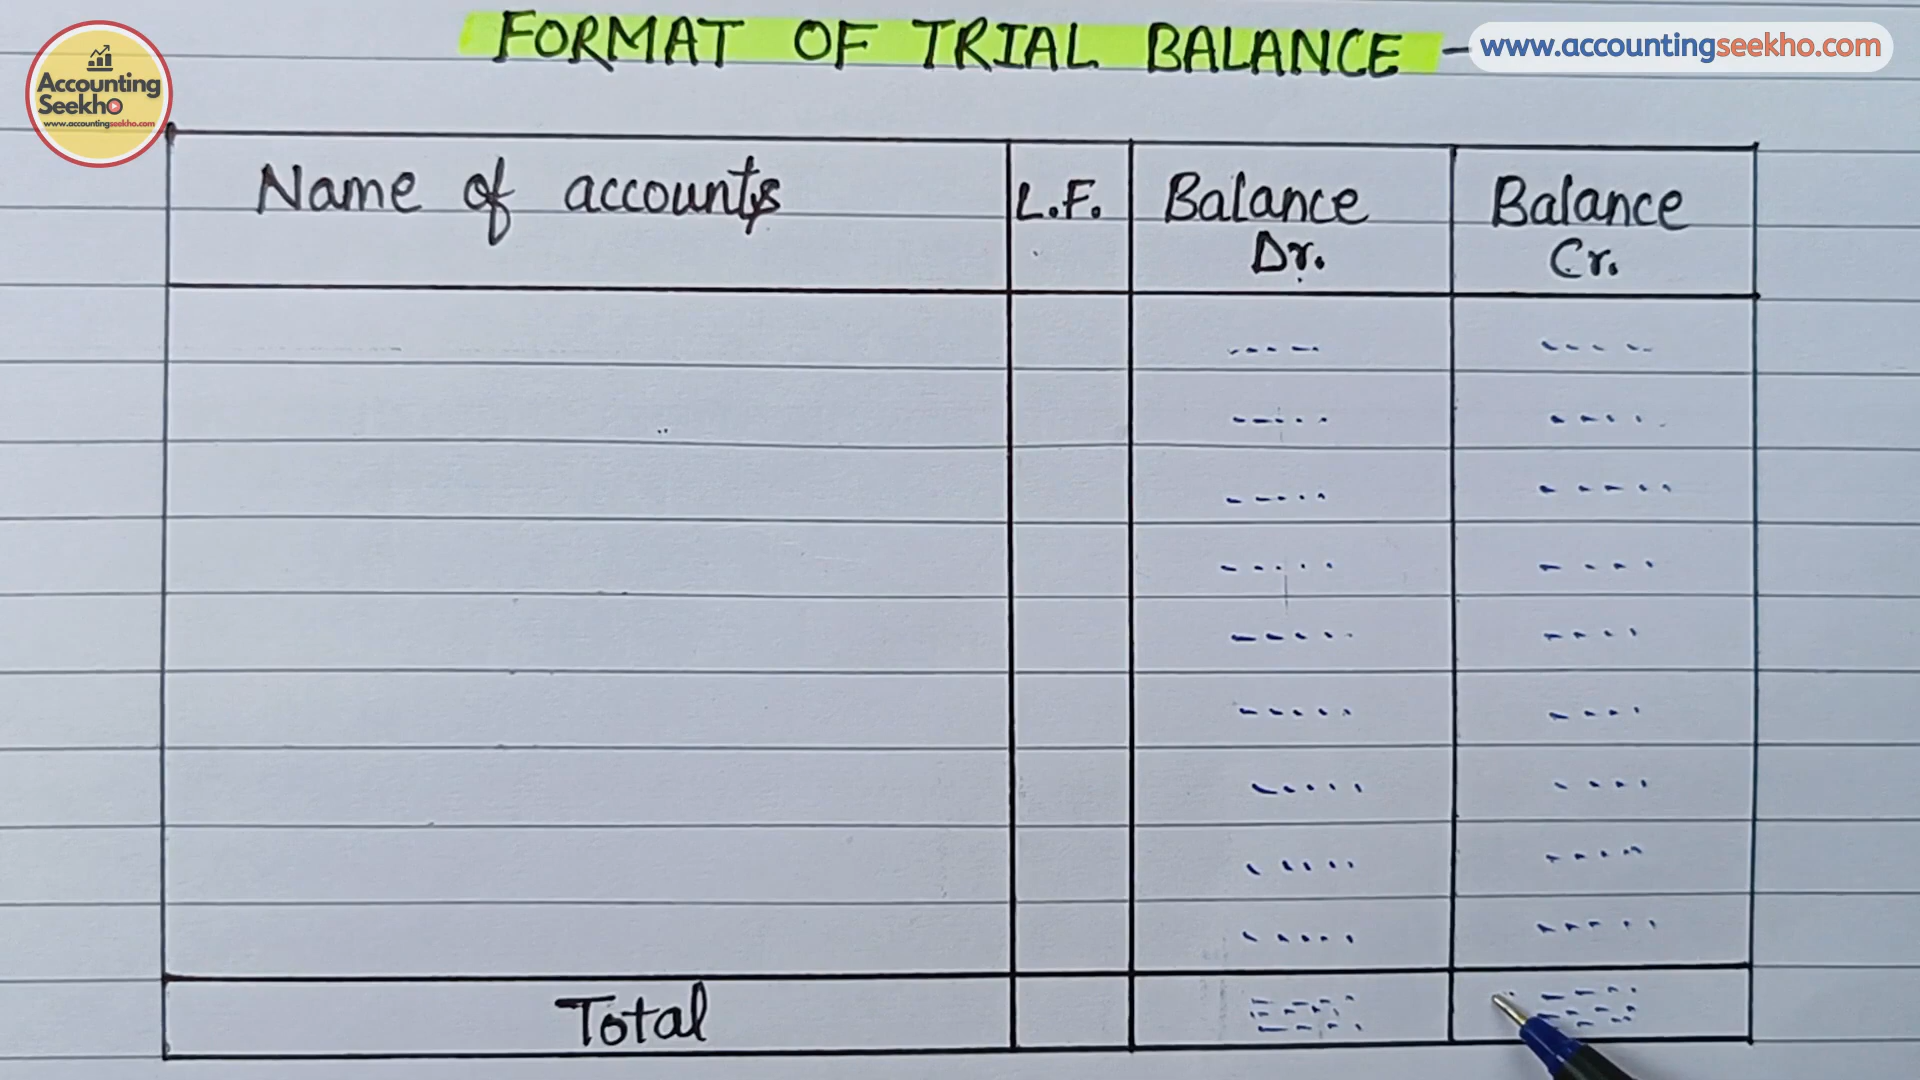 FORMAT OF TRIAL BALANCE -
www.accountingseekho.com
Accounting
Seekho
www.accountingseekho.com
Name of accounts
L.F.
Balance
Dr.
Balance
Cr.
Total